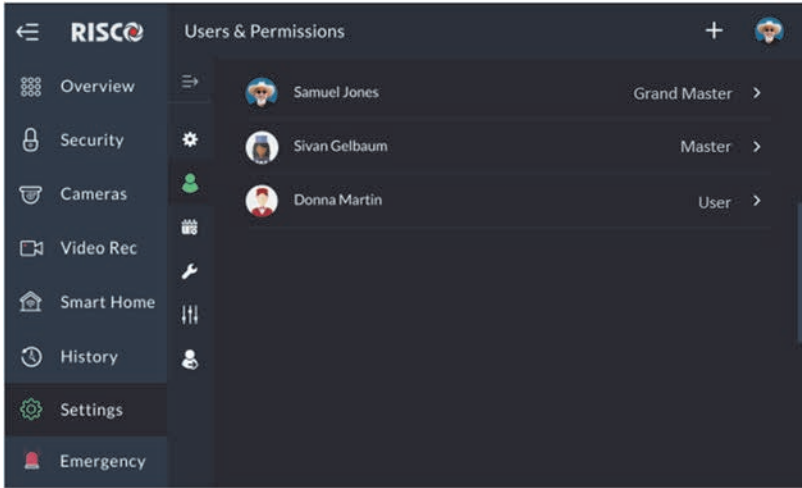 RISCO
Users & Permissions
+
Overview
Security
Cameras
Video Rec
Smart Home
History
Settings
Emergency
Samuel Jones Grand Master >
Sivan Gelbaum Master >
Donna Martin User >